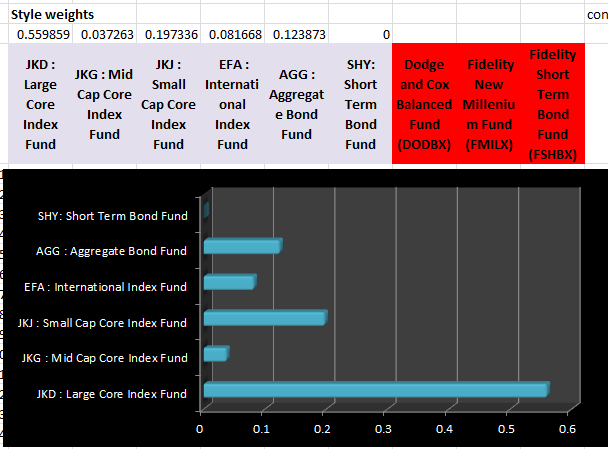 Style weights
con
0.559859 0.037263 0.197336 0.081668 0.123873 0
JKD :
Large
Core
Index
Fund
JKG : Mid
Cap Core
Index
Fund
JKJ :
Small
Cap Core
Index
Fund
EFA :
Internati
onal
Index
Fund
AGG :
Aggregat
e Bond
Fund
SHY:
Short
Term
Bond
Fund
Dodge
and Cox
Balanced
Fund
(DODBX)
Fidelity
New
Milleniu
m Fund
(FMILX)
Fidelity
Short
Term
Bond
Fund
(FSHBX)
SHY: Short Term Bond Fund
AGG : Aggregate Bond Fund
EFA : International Index Fund
JKJ : Small Cap Core Index Fund
JKG : Mid Cap Core Index Fund
JKD : Large Core Index Fund
0 0.1 0.2 0.3 0.4 0.5 0.6